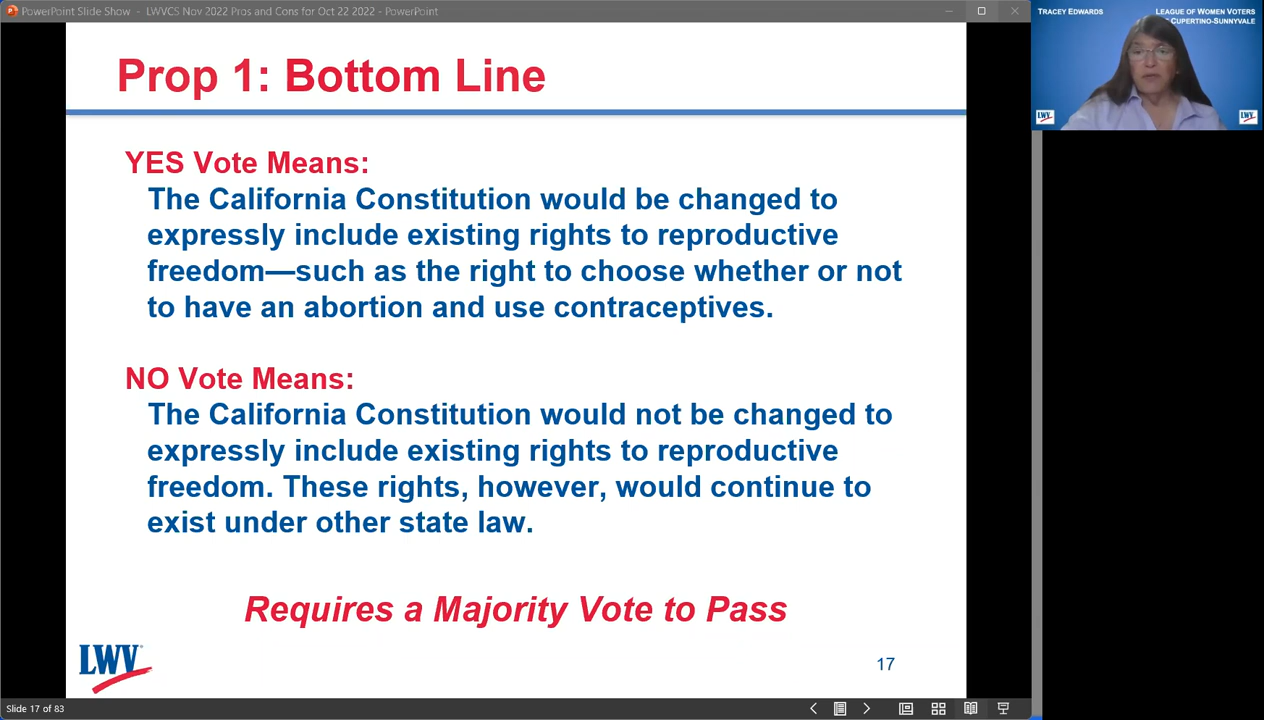 PowerPoint Slide Show - LWVCS Nov 2022 Pros and Cons for Oct 22 2022 - PowerPoint
TRACEY EDWARDS
LEAGUE OF WOMEN VOTERS
CUPERTINO-SUNNYVALE
LWV
LWV
Prop 1: Bottom Line
YES Vote Means:
The California Constitution would be changed to
expressly include existing rights to reproductive
freedom—such as the right to choose whether or not
to have an abortion and use contraceptives.
NO Vote Means:
The California Constitution would not be changed to
expressly include existing rights to reproductive
freedom. These rights, however, would continue to
exist under other state law.
Requires a Majority Vote to Pass
LWV
17
Slide 17 of 83